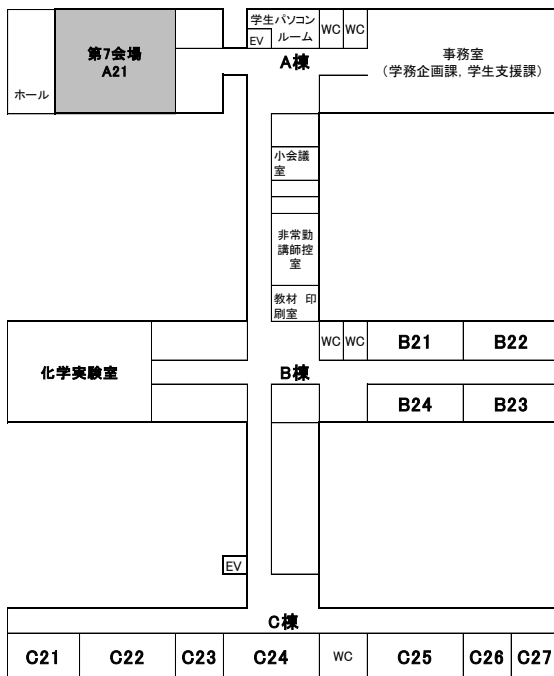 学生パソコン
ルーム
EV
WC
WC
第7会場
A21
A棟
事務室
(学務企画課, 学生支援課)
ホール
小会議
室
非常勤
講師控
室
教材 印
刷室
WC
WC
B21
B22
化学実験室
B棟
B24
B23
EV
C棟
C21
C22
C23
C24
WC
C25
C26
C27